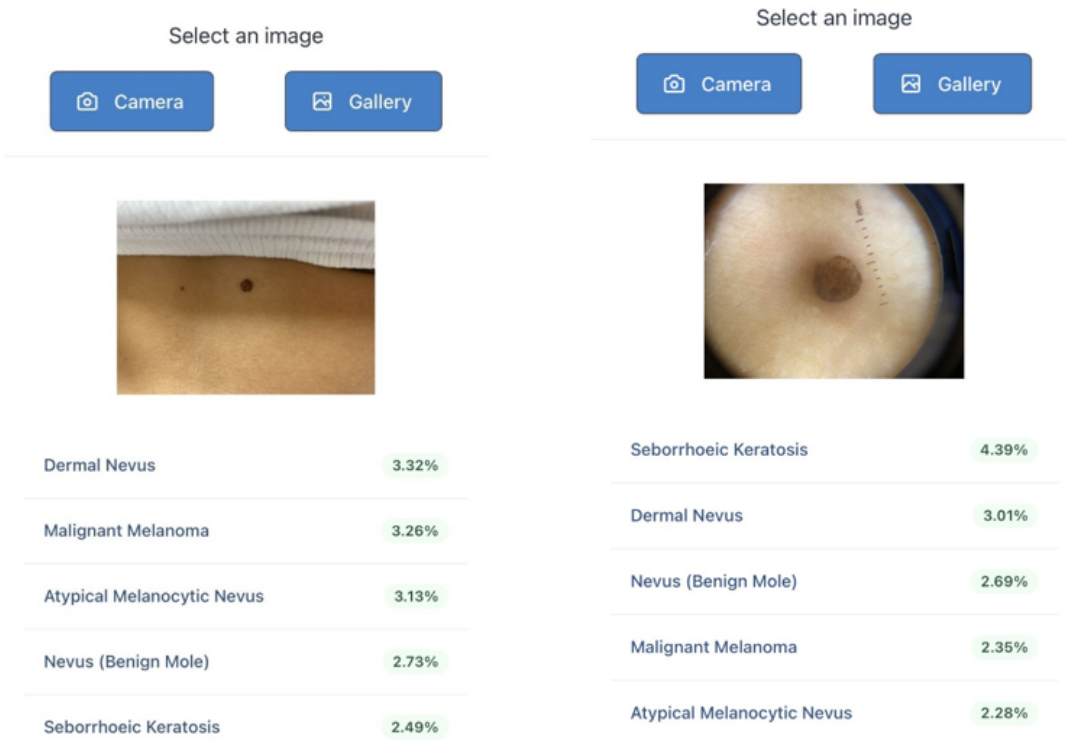 Select an image
Camera Gallery
Dermal Nevus 3.32%
Malignant Melanoma 3.26%
Atypical Melanocytic Nevus 3.13%
Nevus (Benign Mole) 2.73%
Seborrhoeic Keratosis 2.49%
Select an image
Camera Gallery
Seborrhoeic Keratosis 4.39%
Dermal Nevus 3.01%
Nevus (Benign Mole) 2.69%
Malignant Melanoma 2.35%
Atypical Melanocytic Nevus 2.28%